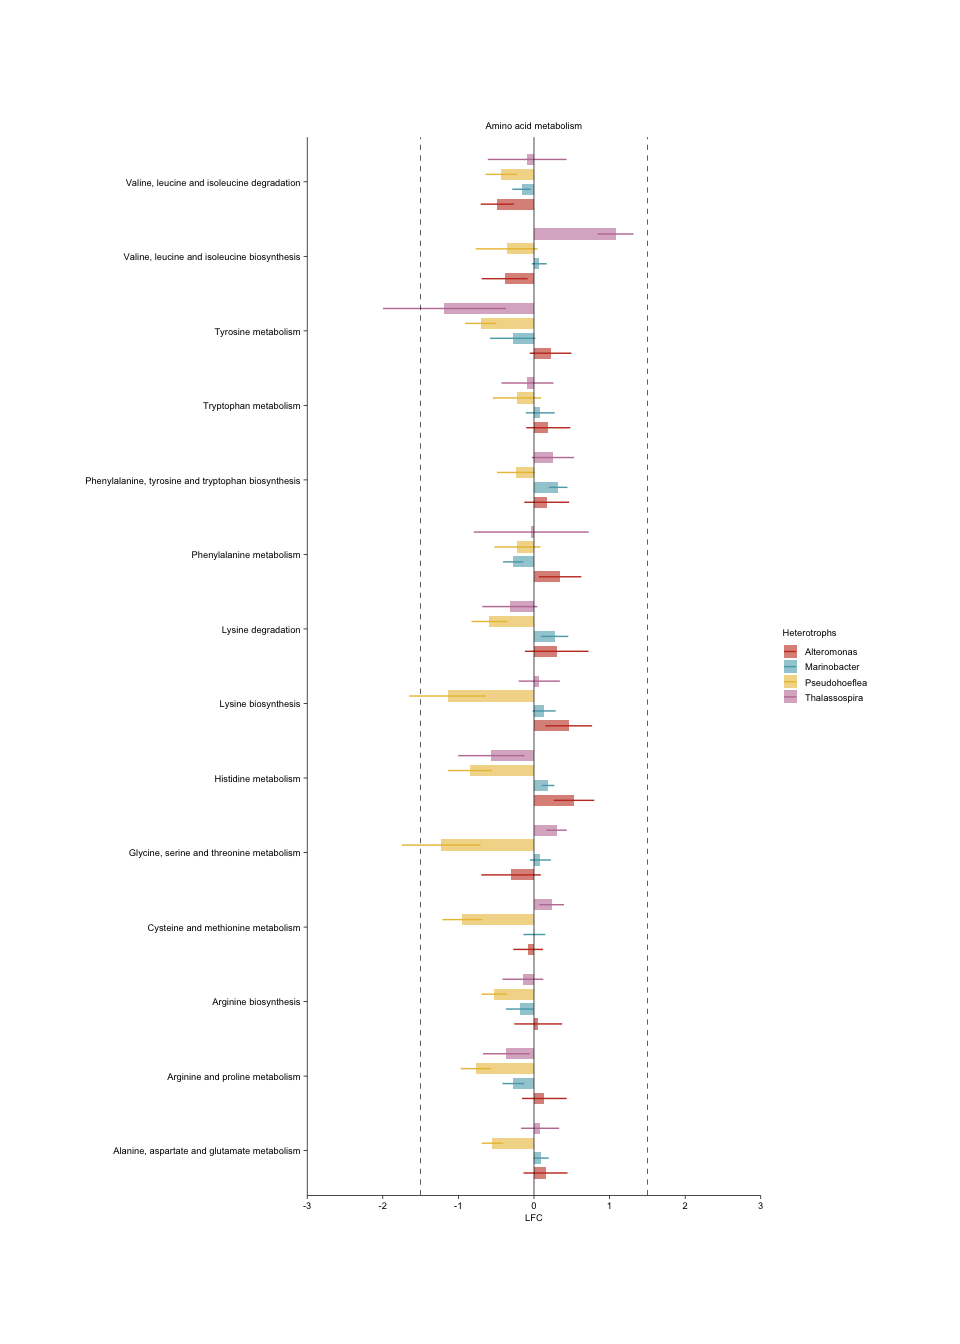 Amino acid metabolism
Valine, leucine and isoleucine degradation
Valine, leucine and isoleucine biosynthesis
Tyrosine metabolism
Tryptophan metabolism
Phenylalanine, tyrosine and tryptophan biosynthesis
Phenylalanine metabolism
Lysine degradation
Lysine biosynthesis
Histidine metabolism
Glycine, serine and threonine metabolism
Cysteine and methionine metabolism
Arginine biosynthesis
Arginine and proline metabolism
Alanine, aspartate and glutamate metabolism
-3 -2 -1 0 1 2 3
LFC
Heterotrophs
Alteromonas
Marinobacter
Pseudohoeflea
Thalassospira